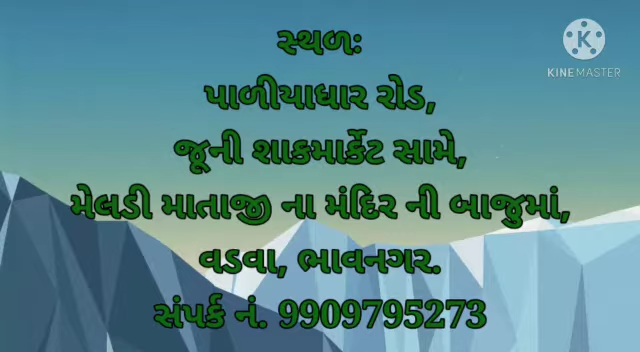 સ્થળઃ
KINEMASTER
પાળીયાધાર રોડ,
જૂની શાકમાર્કેટ સામે,
મેલડી માતાજી ના મંદિર ની બાજુમાં,
વડવા, ભાવનગર.
સંપર્ક નં. 9909795273